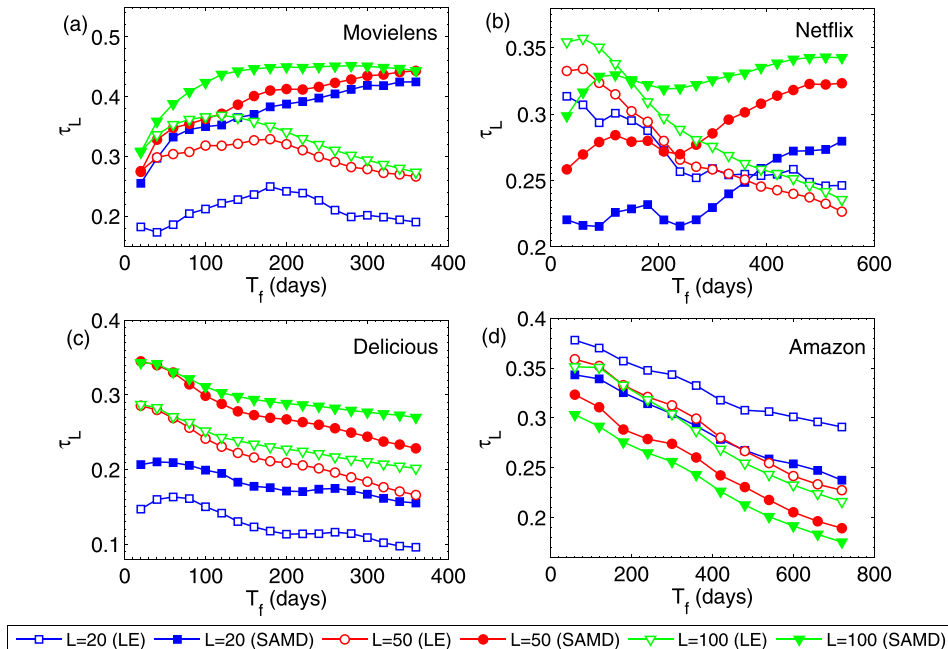 (a) Movielens
0.5
0.4
0.3
0.2
τL
0 100 200 300 400
Tf (days)
(b) Netflix
0.35
0.3
0.25
0.2
τL
0 200 400 600
Tf (days)
(c) Delicious
0.4
0.3
0.2
0.1
τL
0 100 200 300 400
Tf (days)
(d) Amazon
0.4
0.35
0.3
0.25
0.2
τL
0 200 400 600 800
Tf (days)
L=20 (LE) L=20 (SAMD) L=50 (LE) L=50 (SAMD) L=100 (LE) L=100 (SAMD)